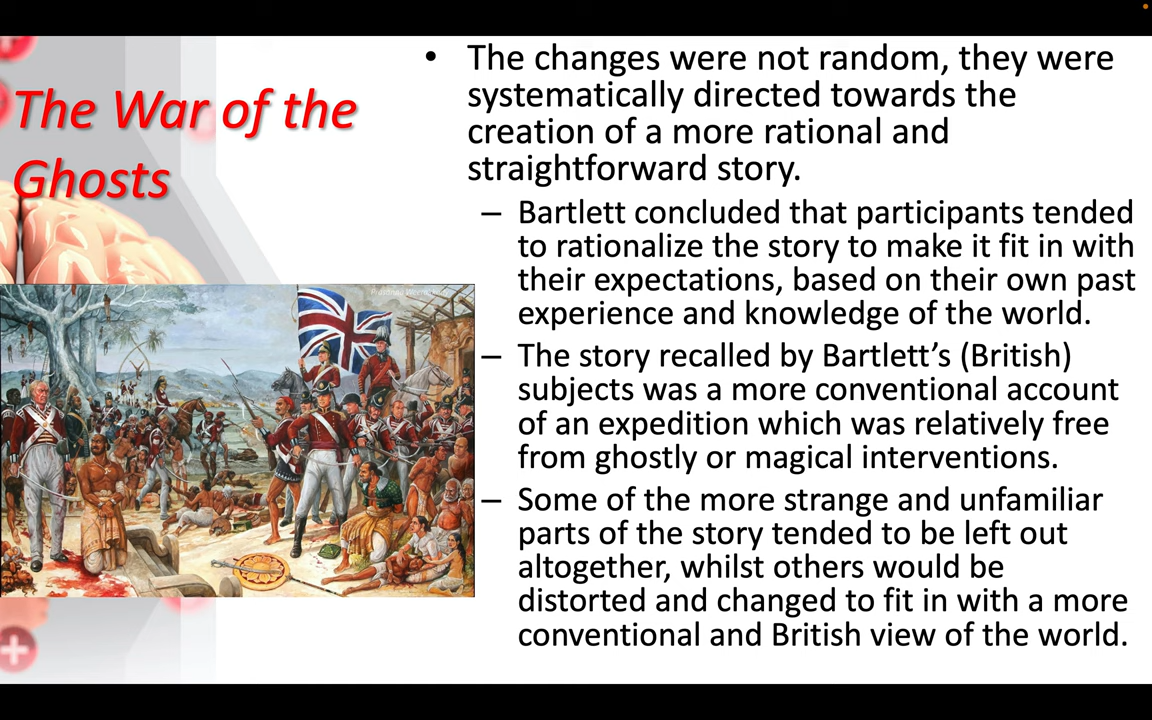 The War of the
Ghosts
• The changes were not random, they were
systematically directed towards the
creation of a more rational and
straightforward story.
– Bartlett concluded that participants tended
to rationalize the story to make it fit in with
their expectations, based on their own past
experience and knowledge of the world.
– The story recalled by Bartlett’s (British)
subjects was a more conventional account
of an expedition which was relatively free
from ghostly or magical interventions.
– Some of the more strange and unfamiliar
parts of the story tended to be left out
altogether, whilst others would be
distorted and changed to fit in with a more
conventional and British view of the world.